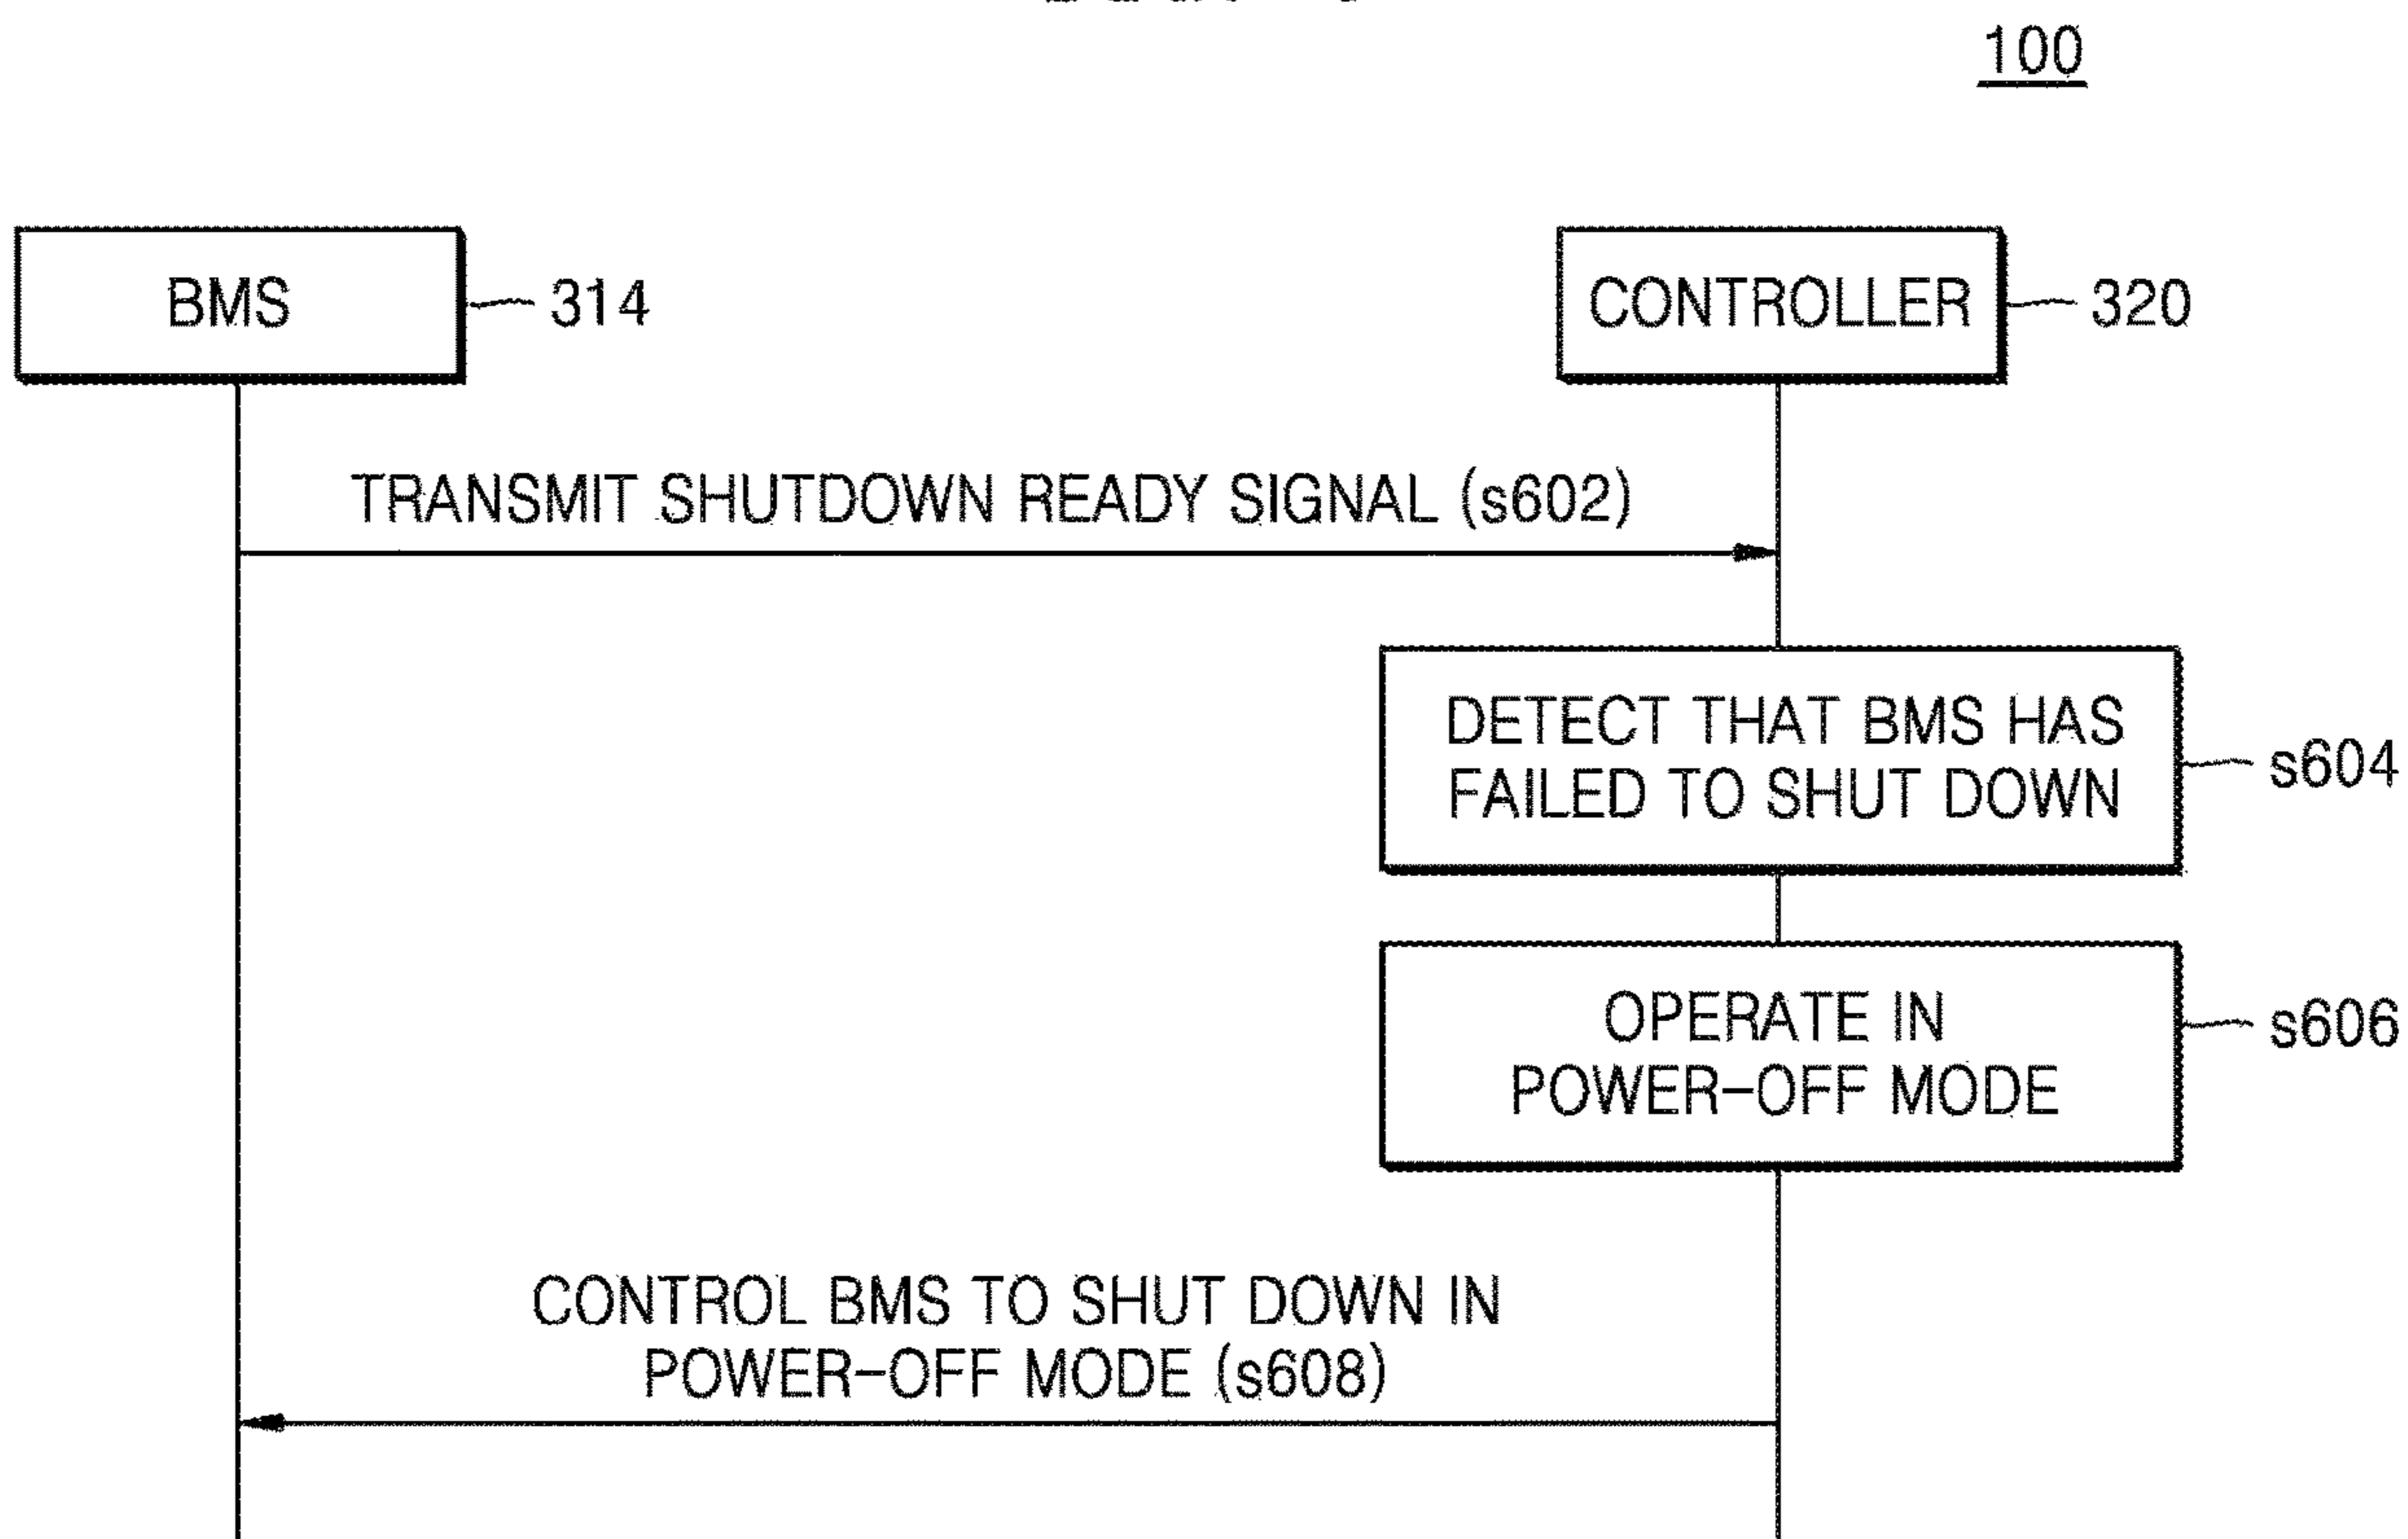 100
BMS 314
CONTROLLER 320
TRANSMIT SHUTDOWN READY SIGNAL (s602)
DETECT THAT BMS HAS
FAILED TO SHUT DOWN
s604
OPERATE IN
POWER-OFF MODE
s606
CONTROL BMS TO SHUT DOWN IN
POWER-OFF MODE (s608)